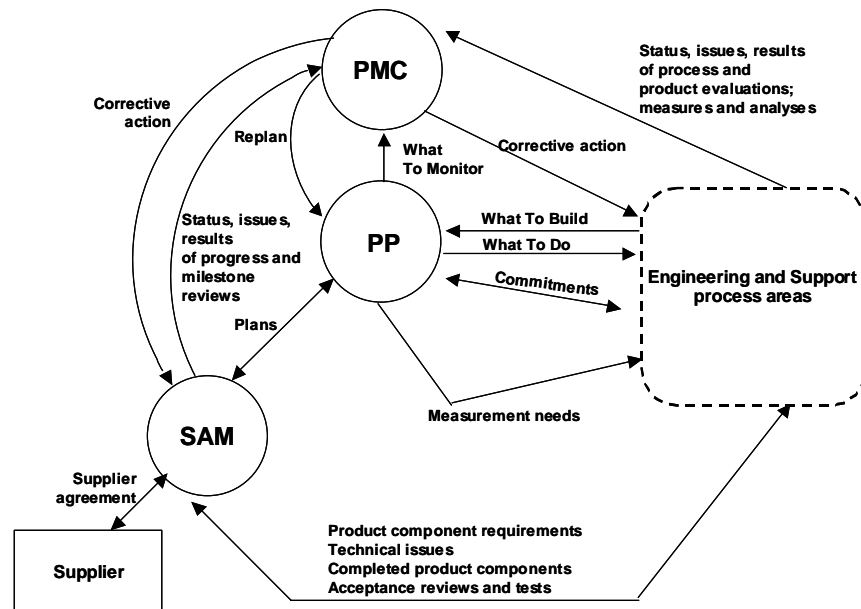 PMC
Status, issues, results
of process and
product evaluations;
measures and analyses
Corrective
action
Replan
What
To Monitor
Corrective action
Status, issues,
results
of progress and
milestone
reviews
PP
What To Build
What To Do
Commitments
Engineering and Support
process areas
Plans
Measurement needs
SAM
Supplier
agreement
Supplier
Product component requirements
Technical issues
Completed product components
Acceptance reviews and tests